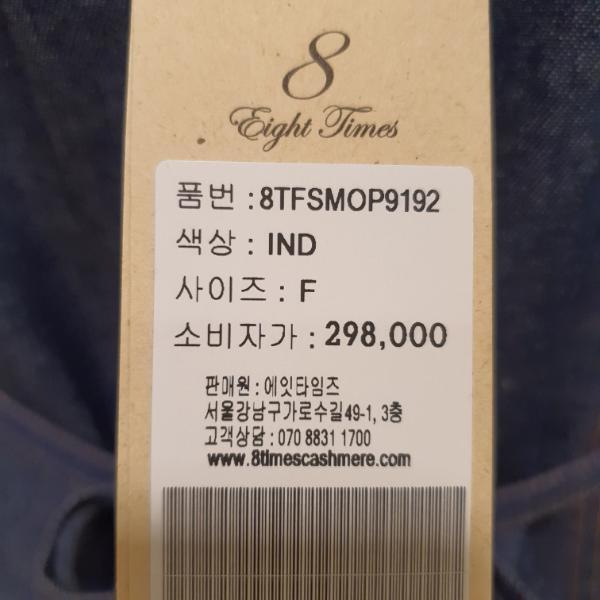 8
Eight Times
품번 : 8TFSMOP9192
색상 : IND
사이즈 : F
소비자가 : 298,000
판매원 : 에잇타임즈
서울강남구가로수길49-1, 3층
고객상담 : 070 8831 1700
www.8timescashmere.com